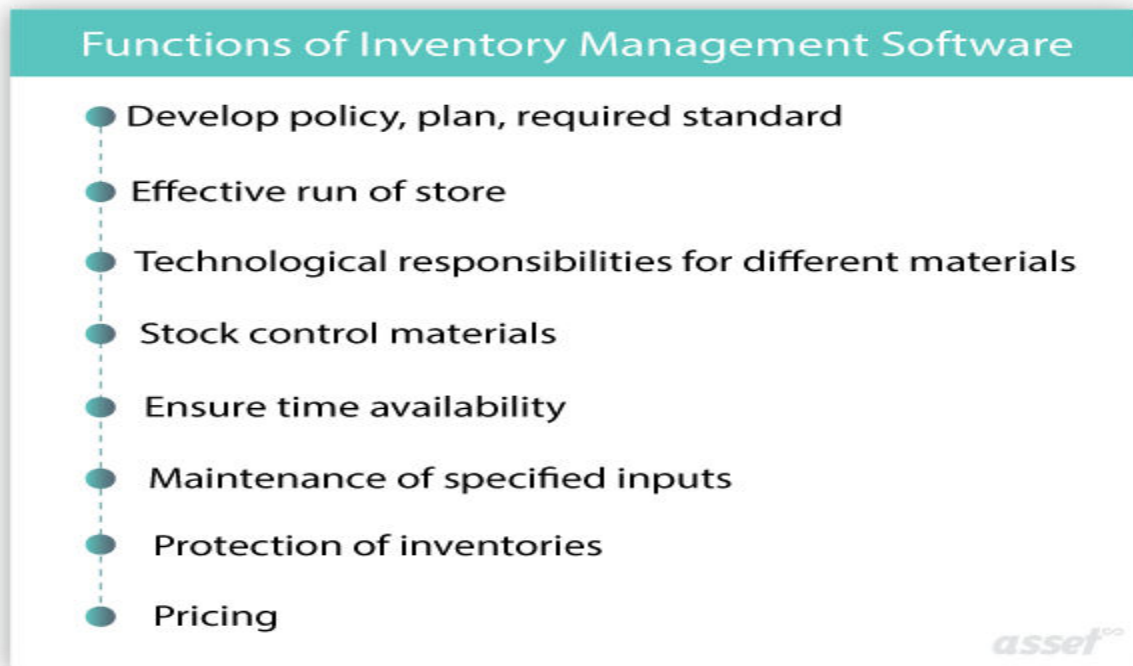 Functions of Inventory Management Software
Develop policy, plan, required standard
Effective run of store
Technological responsibilities for different materials
Stock control materials
Ensure time availability
Maintenance of specified inputs
Protection of inventories
Pricing
asset∞